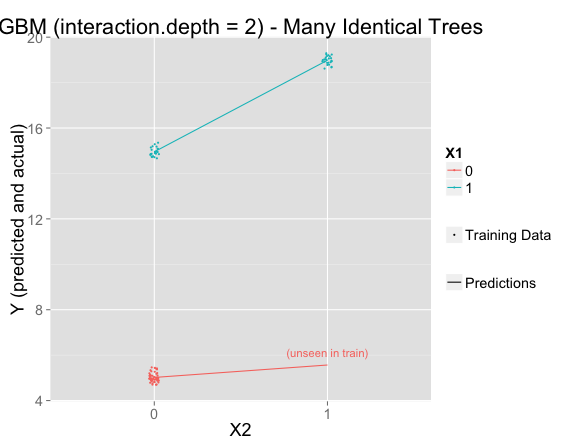 GBM (interaction.depth = 2) - Many Identical Trees
Y (predicted and actual)
20
16
12
8
4
(unseen in train)
0
1
X2
X1
0
1
Training Data
Predictions